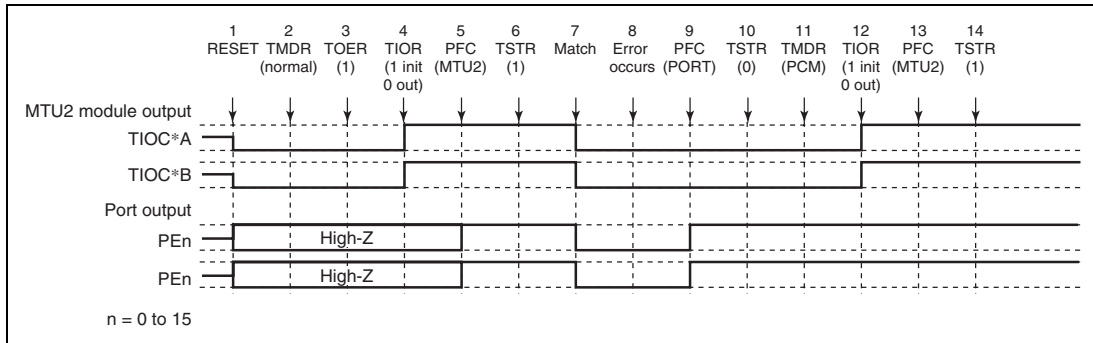 1 2 3 4 5 6 7 8 9 10 11 12 13 14
RESET TMDR TOER TIOR PFC TSTR Match Error PFC TSTR TMDR TIOR PFC TSTR
(normal) (1) (1 init (MTU2) (1) occurs (PORT) (0) (PCM) (1 init (MTU2) (1)
0 out) 0 out)
MTU2 module output
TIOC*A
TIOC*B
Port output
PEn High-Z
PEn High-Z
n = 0 to 15